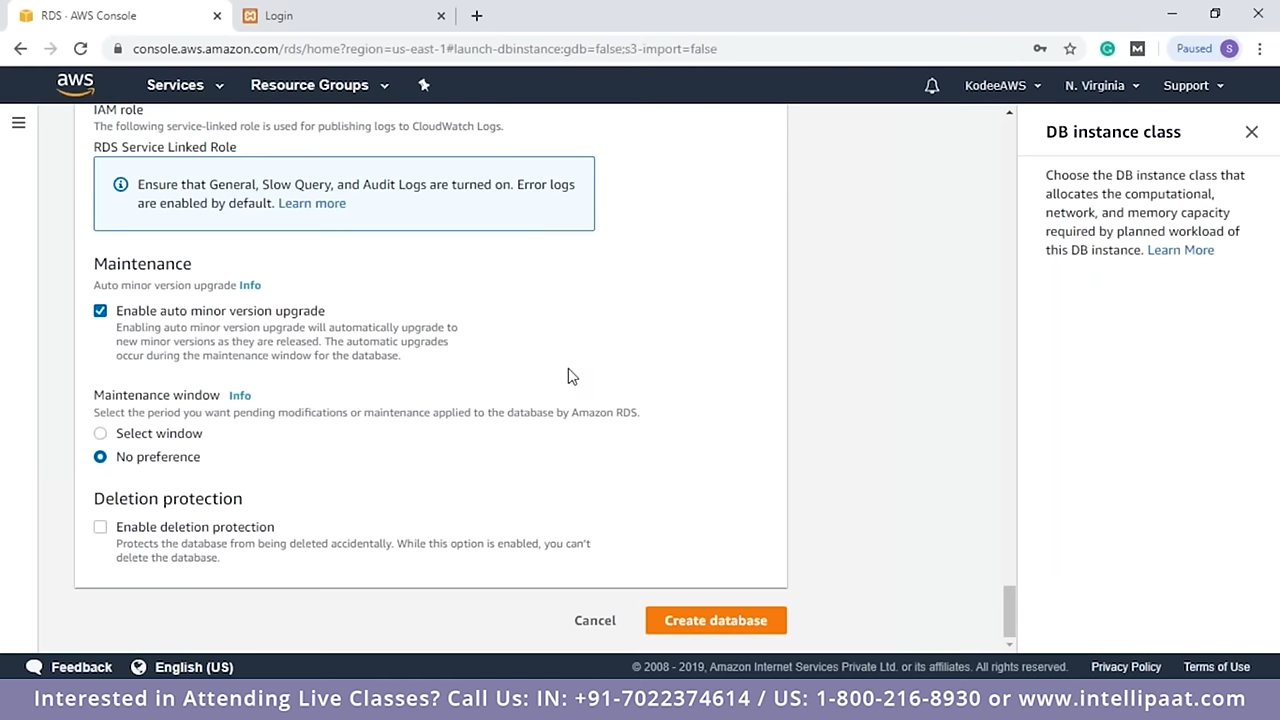 RDS · AWS Console
Login
console.aws.amazon.com/rds/home?region=us-east-1#launch-dbinstance:gdb=false;s3-import=false
Paused S
aws
Services
Resource Groups
KodeeAWS
N. Virginia
Support
IAM role
The following service-linked role is used for publishing logs to CloudWatch Logs.
RDS Service Linked Role
Ensure that General, Slow Query, and Audit Logs are turned on. Error logs
are enabled by default. Learn more
Maintenance
Auto minor version upgrade Info
Enable auto minor version upgrade
Enabling auto minor version upgrade will automatically upgrade to
new minor versions as they are released. The automatic upgrades
occur during the maintenance window for the database.
Maintenance window Info
Select the period you want pending modifications or maintenance applied to the database by Amazon RDS.
Select window
No preference
Deletion protection
Enable deletion protection
Protects the database from being deleted accidentally. While this option is enabled, you can't
delete the database.
Cancel
Create database
DB instance class
Choose the DB instance class that
allocates the computational,
network, and memory capacity
required by planned workload of
this DB instance. Learn More
Feedback
English (US)
© 2008 - 2019, Amazon Internet Services Private Ltd. or its affiliates. All rights reserved.
Privacy Policy
Terms of Use
Interested in Attending Live Classes? Call Us: IN: +91-7022374614 / US: 1-800-216-8930 or www.intellipaat.com